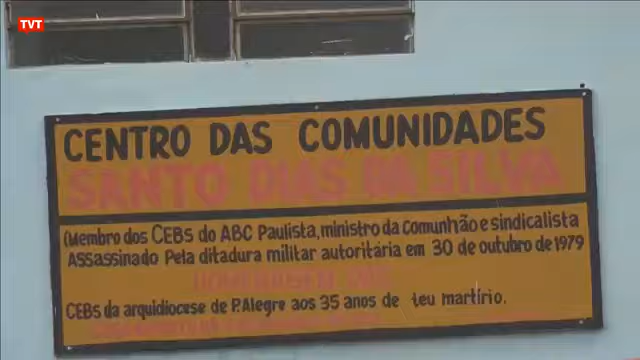 TVT
CENTRO DAS COMUNIDADES
SANTO DIAS DA SILVA
(Membro dos CEBs do ABC Paulista, ministro da Comunhão e sindicalista
Assassinado Pela ditadura militar autoritária em 30 de outubro de 1979
CEBs da arquidiocese de P.Alegre aos 35 anos de teu martírio.